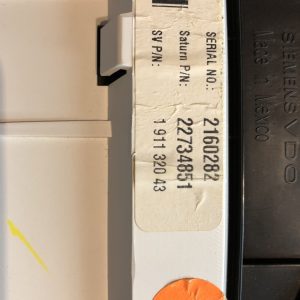 SERIAL NO.: 2160282
Saturn P/N: 22734851
SV P/N: 1 911 320 43
SIEMENS VDO
Made in Mexico